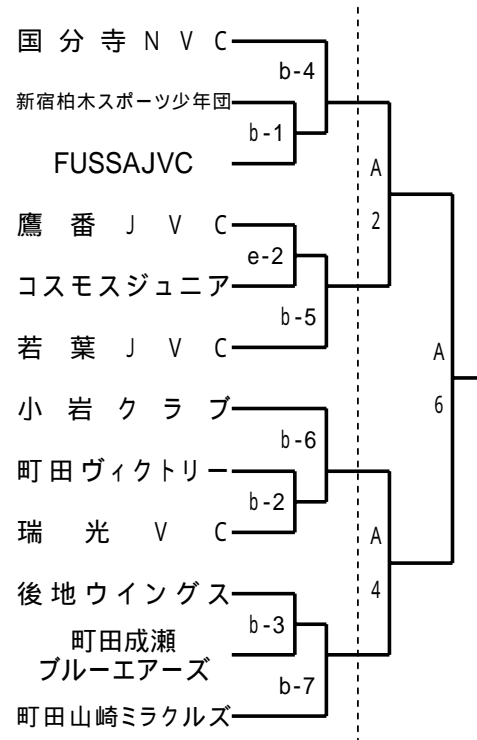 国分寺NVC
b-4
新宿柏木スポーツ少年団
b-1
FUSSAJVC
A
2
鷹番JVC
e-2
コスモスジュニア
b-5
若葉JVC
A
6
小岩クラブ
b-6
町田ヴィクトリー
b-2
瑞光VC
A
4
後地ウイングス
b-3
町田成瀬
ブルーエアーズ
b-7
町田山崎ミラクルズ